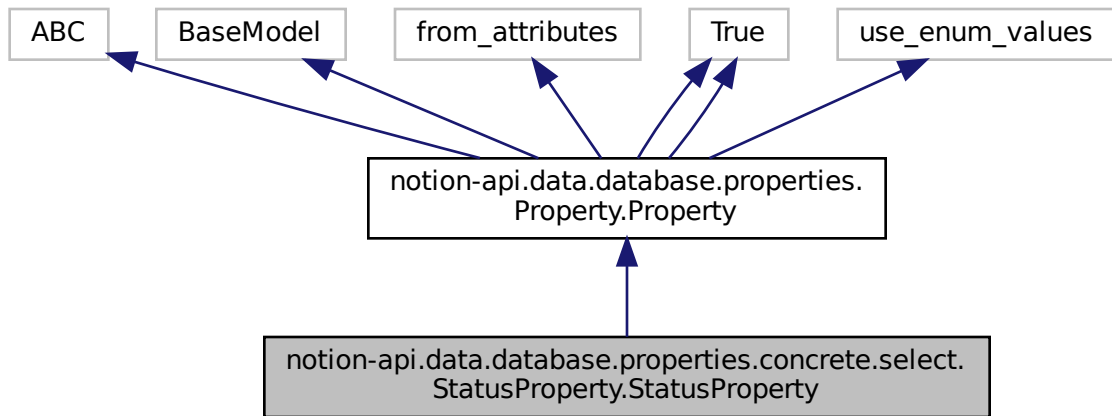 ABC
BaseModel
from_attributes
True
use_enum_values
notion-api.data.database.properties.
Property.Property
notion-api.data.database.properties.concrete.select.
StatusProperty.StatusProperty